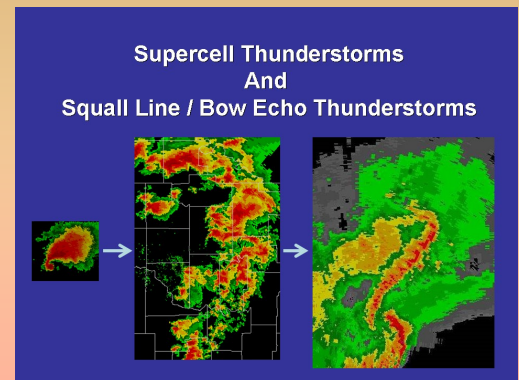 Supercell Thunderstorms
And
Squall Line / Bow Echo Thunderstorms